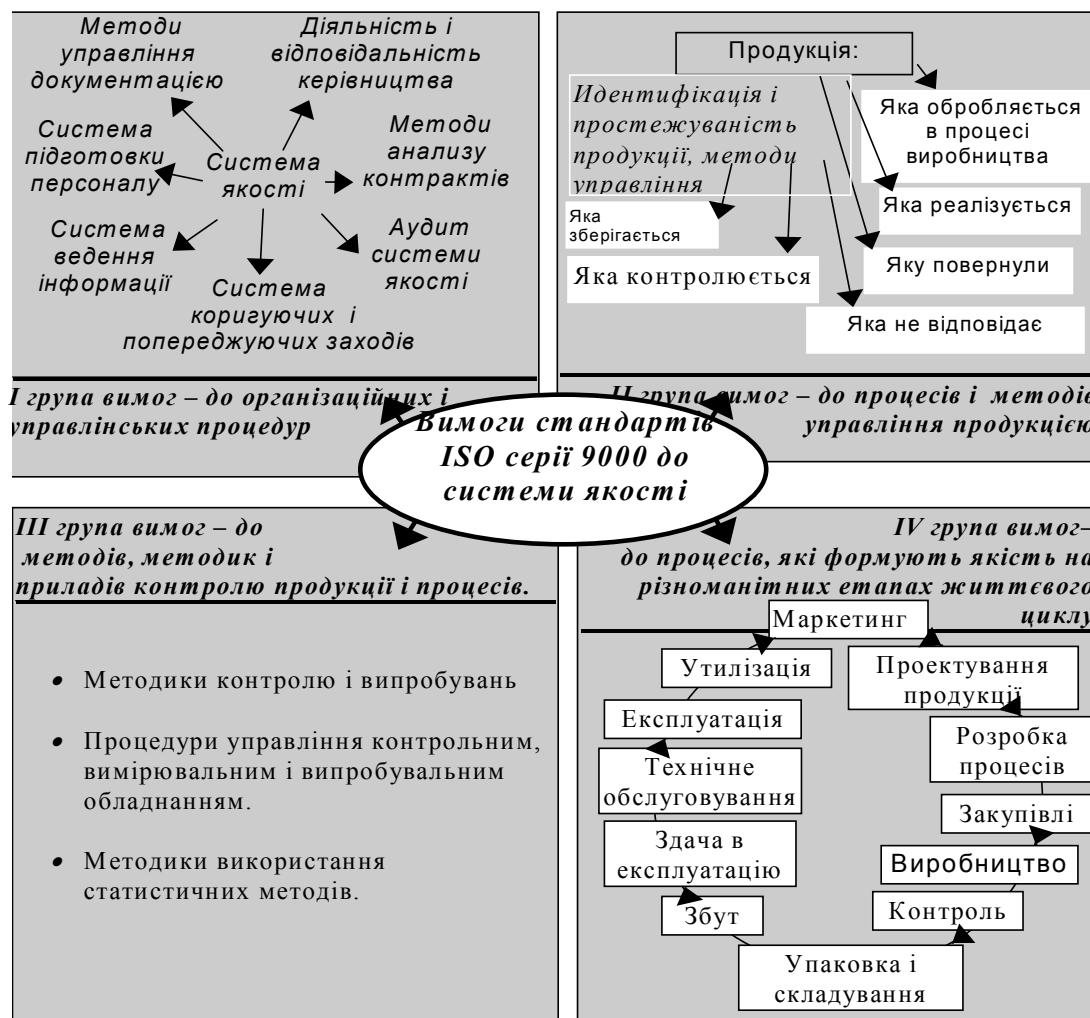 Методи
управління
документацією
Діяльність і
відповідальність
керівництва
Система
підготовки
персоналу
Система
якості
Методи
анализу
контрактів
Система
ведення
інформації
Аудит
системи
якості
Система
коригуючих і
попереджуючих заходів
І група вимог – до організаційних і
управлінських процедур
Продукція:
Идентифікація і
простежуваність
продукції, методи
управління
Яка обробляється
в процесі
виробництва
Яка реалізується
Яка
зберігається
Яку повернули
Яка контролюється
Яка не відповідає
ІІ група вимог – до процесів і методів
управління продукцією
Вимоги стандартів
ISO серії 9000 до
системи якості
ІІІ група вимог – до
методів, методик і
приладів контролю продукції і процесів.
• Методики контролю і випробувань
• Процедури управління контрольним,
вимірювальним і випробувальним
обладнанням.
• Методики використання
статистичних методів.
IV група вимог–
до процесів, які формують якість на
різноманітних етапах життєвого
циклу
Маркетинг
Утилізація
Проектування
продукції
Експлуатація
Розробка
процесів
Технічне
обслуговування
Закупівлі
Здача в
експлуатацію
Виробництво
Збут
Контроль
Упаковка і
складування